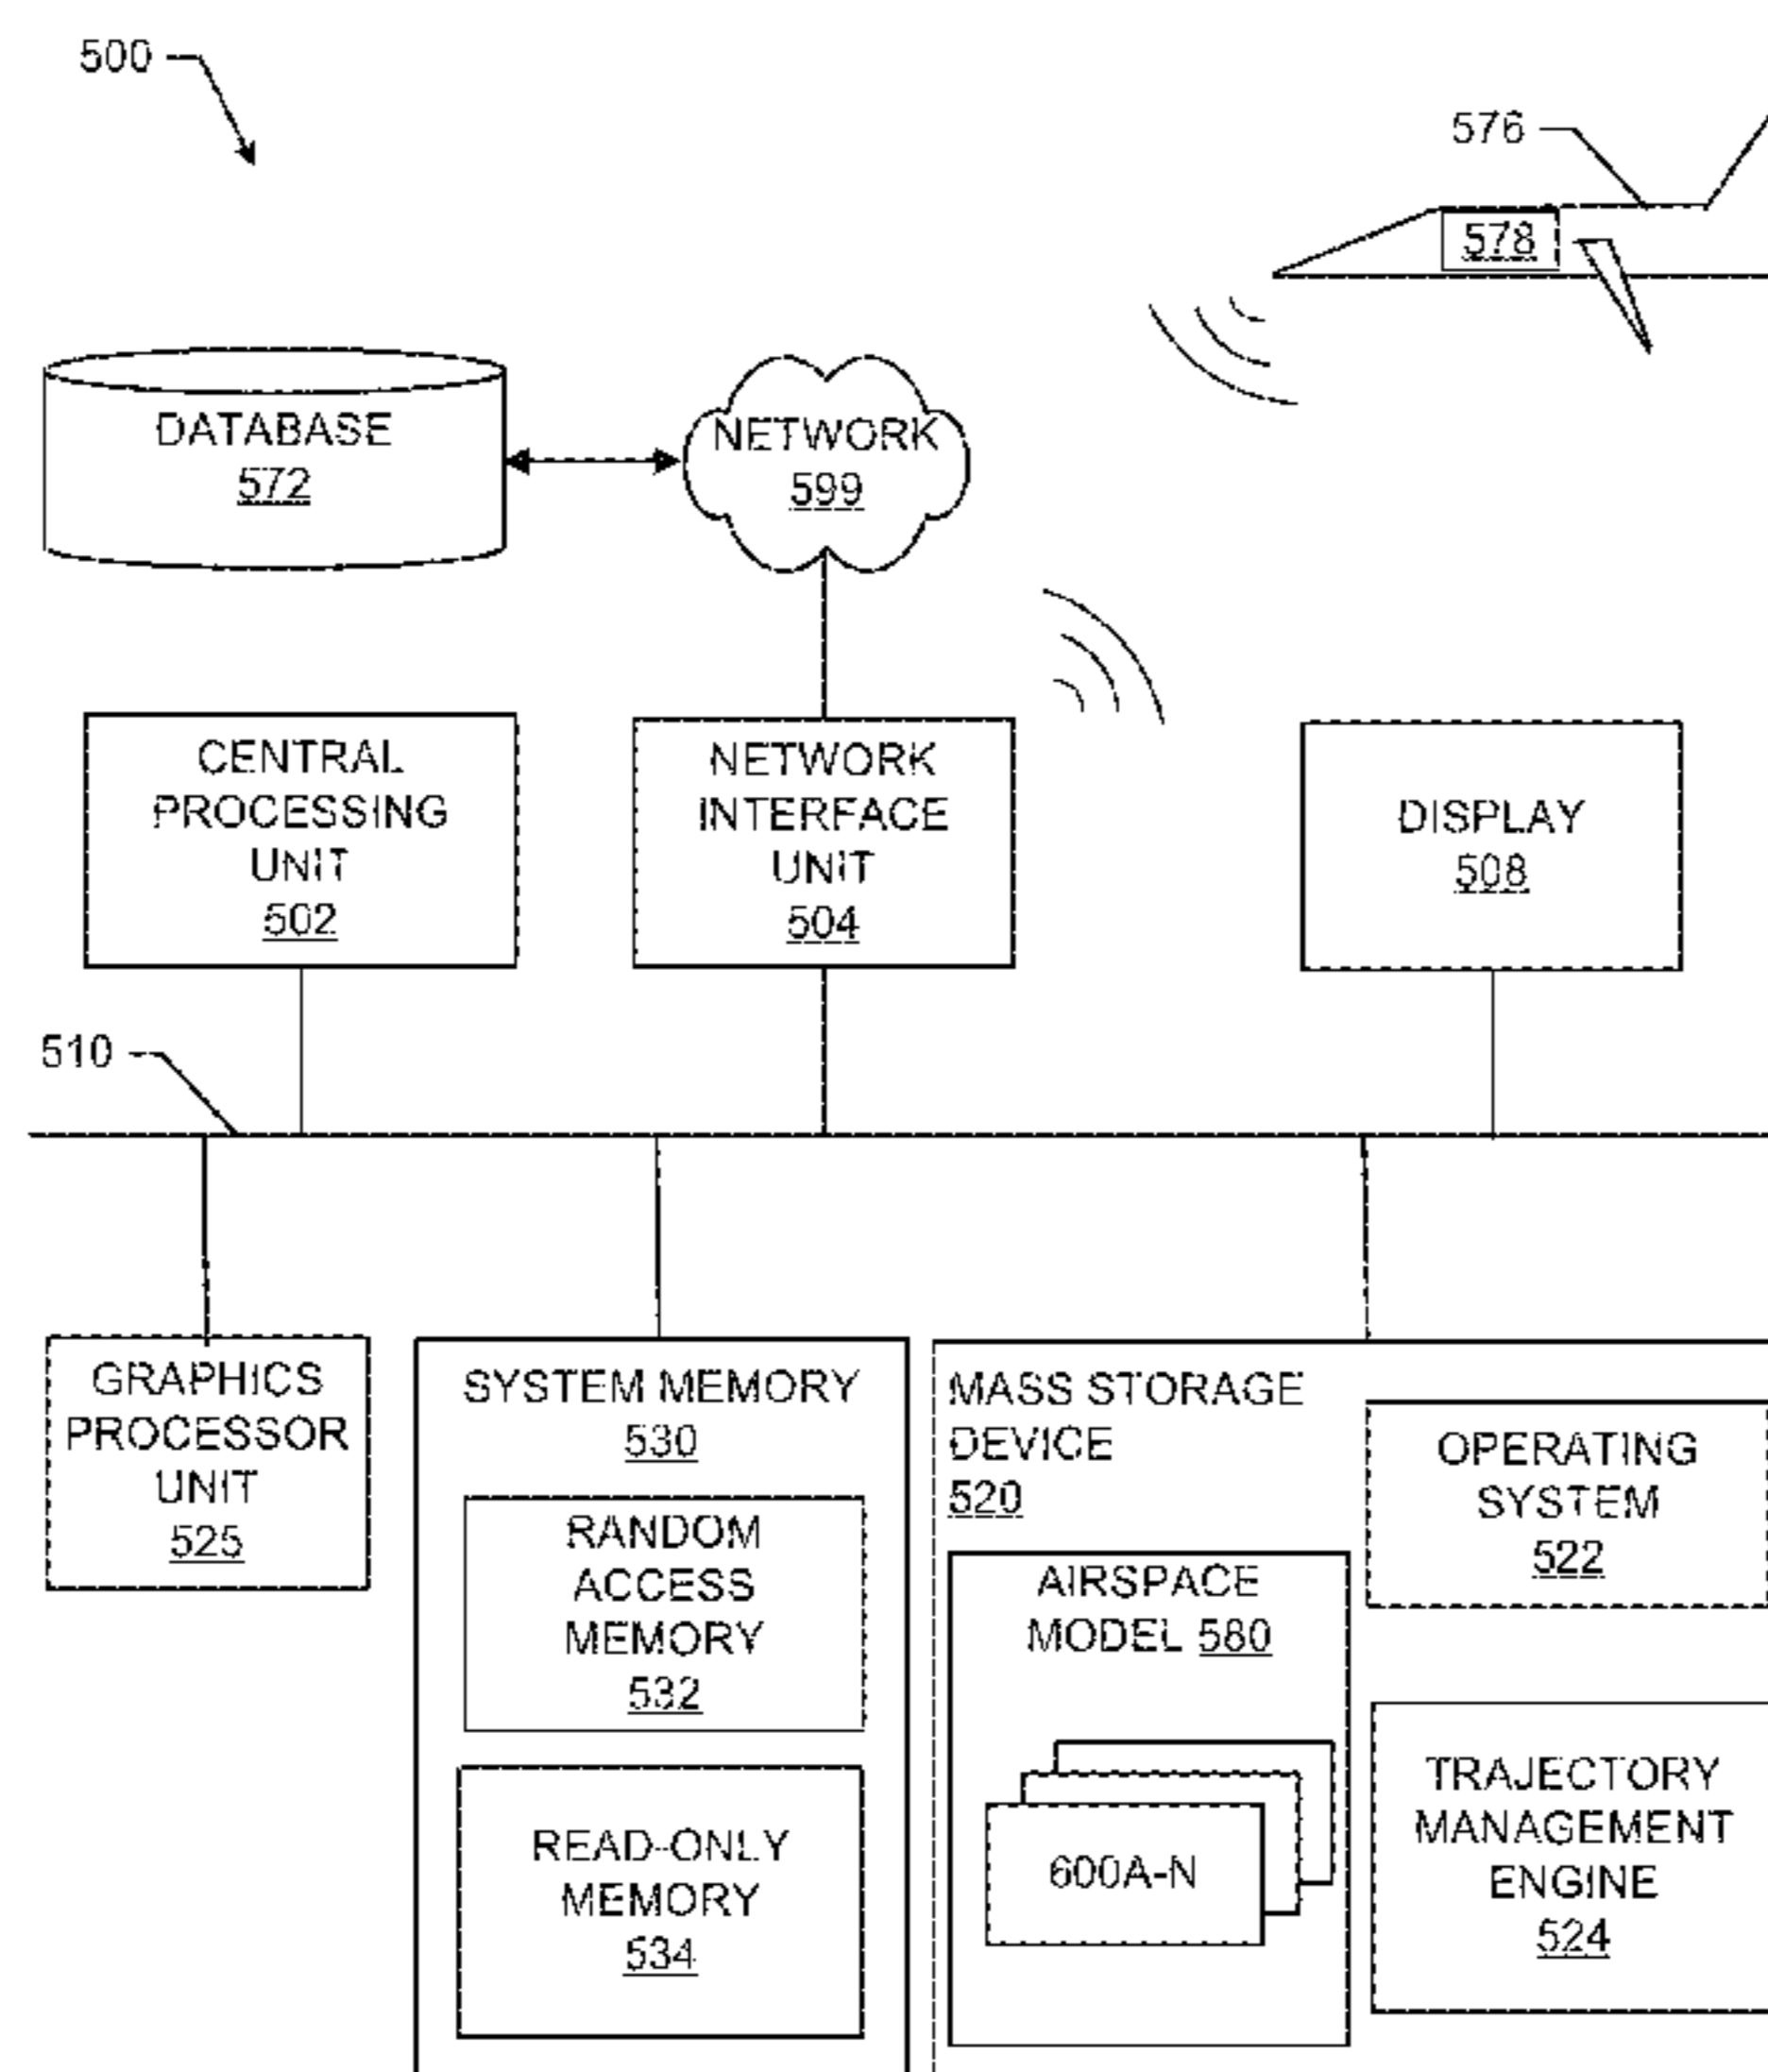 500
576
578
DATABASE
572
NETWORK
599
CENTRAL
PROCESSING
UNIT
502
NETWORK
INTERFACE
UNIT
504
DISPLAY
508
510
GRAPHICS
PROCESSOR
UNIT
525
SYSTEM MEMORY
530
RANDOM
ACCESS
MEMORY
532
READ-ONLY
MEMORY
534
MASS STORAGE
DEVICE
520
AIRSPACE
MODEL 580
600A-N
OPERATING
SYSTEM
522
TRAJECTORY
MANAGEMENT
ENGINE
524